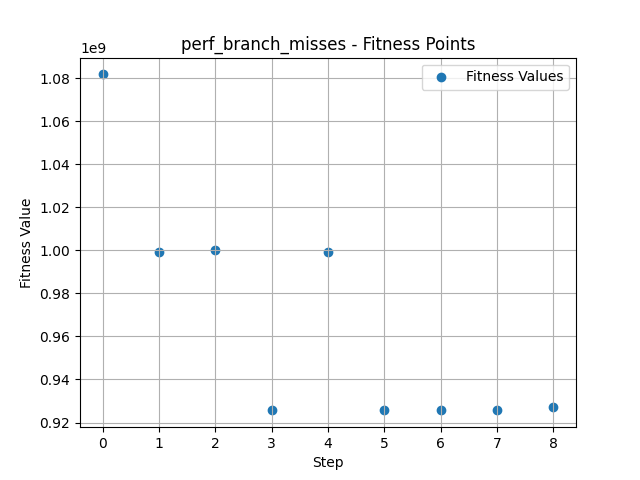 perf_branch_misses - Fitness Points
1e9
Fitness Values
1.08
1.06
1.04
1.02
1.00
0.98
0.96
0.94
0.92
Fitness Value
0 1 2 3 4 5 6 7 8
Step